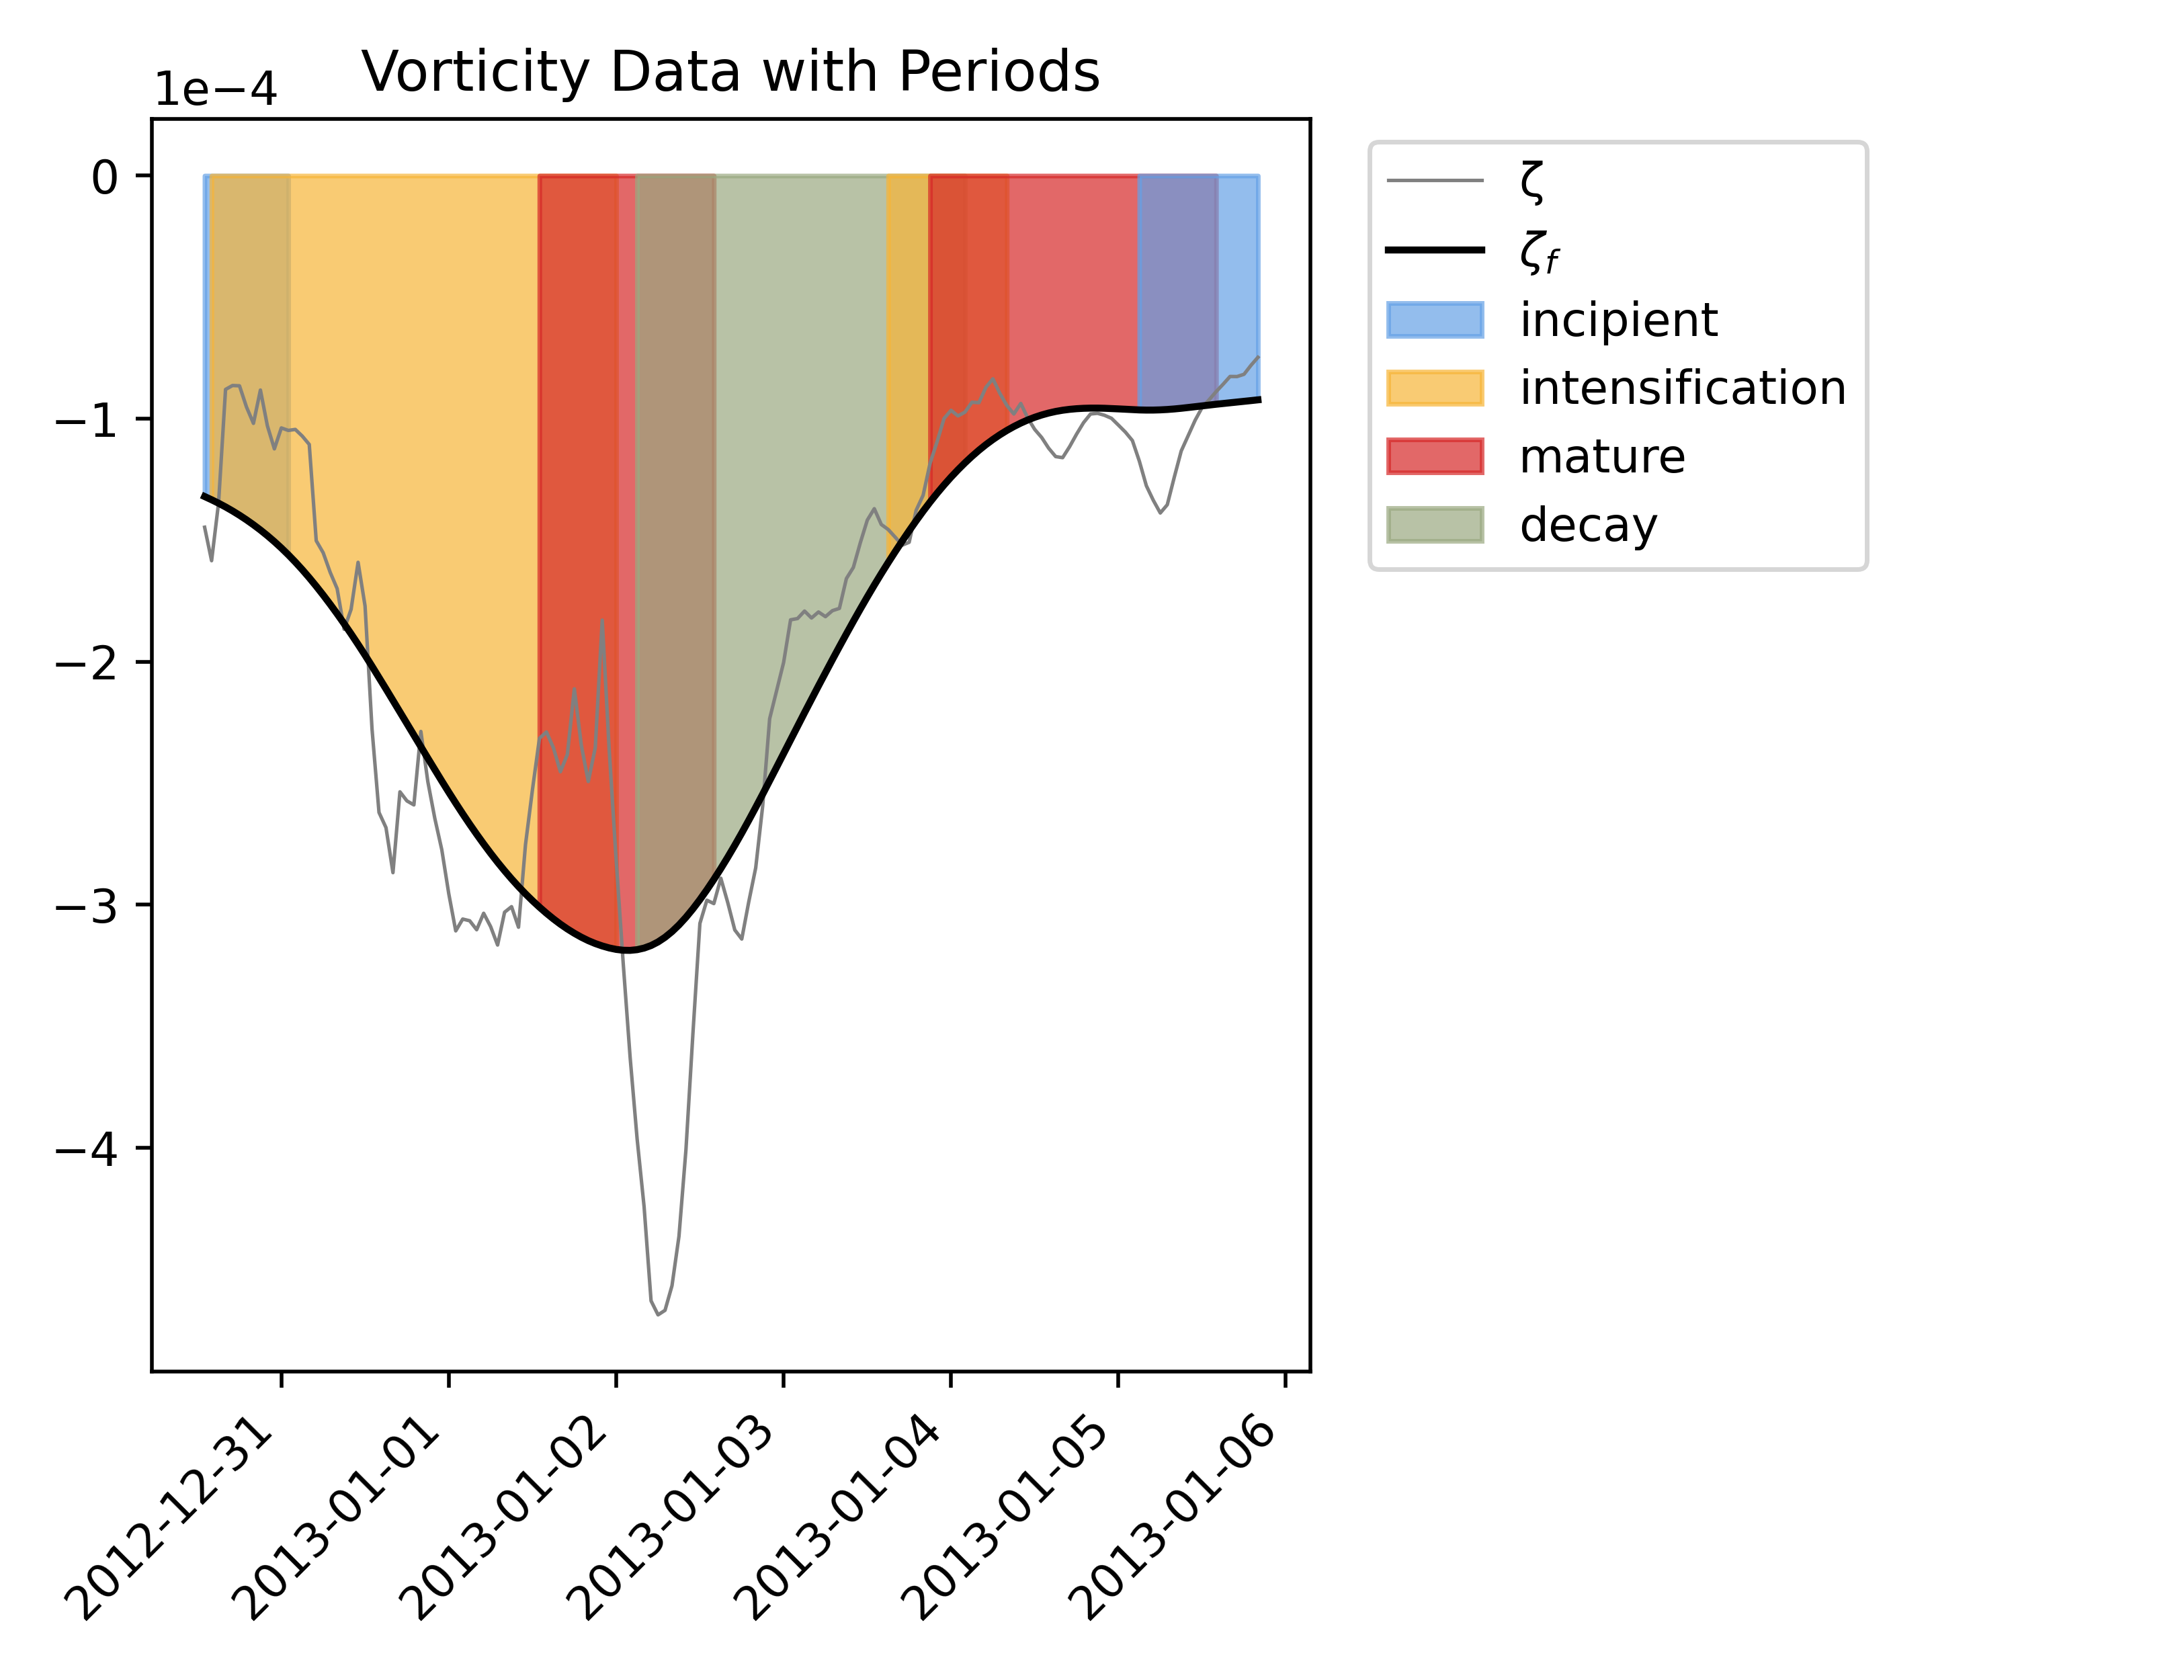 Vorticity Data with Periods
1e−4
0
−1
−2
−3
−4
2012-12-31
2013-01-01
2013-01-02
2013-01-03
2013-01-04
2013-01-05
2013-01-06
ζ
ζf
incipient
intensification
mature
decay